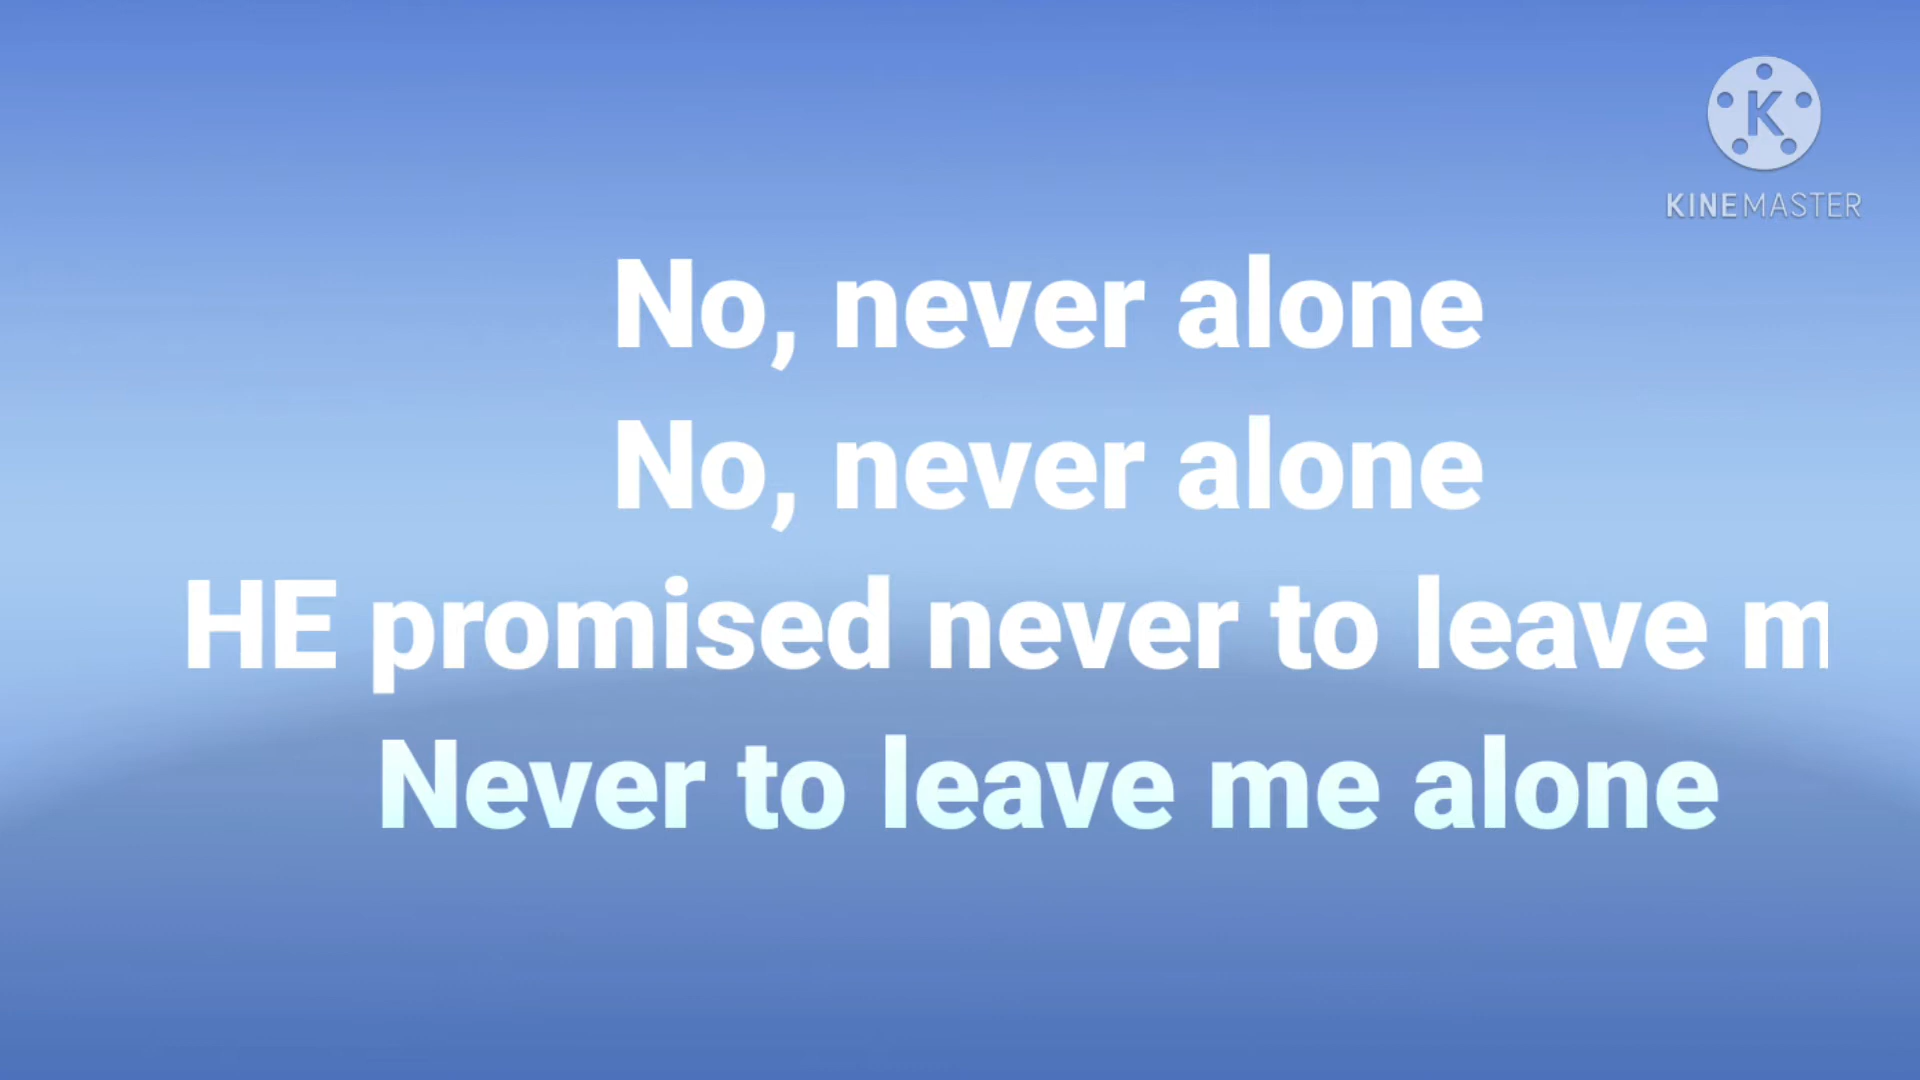 K
KINEMASTER
No, never alone
No, never alone
HE promised never to leave m
Never to leave me alone